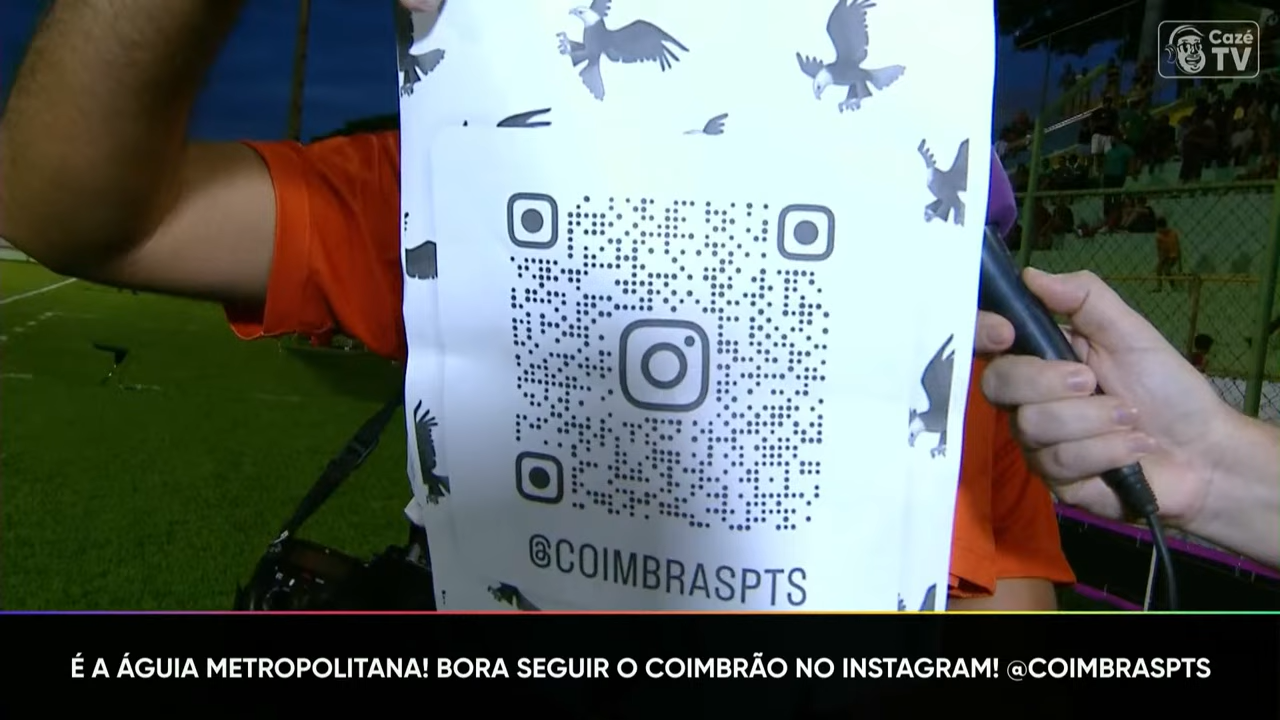 Cazé
TV
@COIMBRASPTS
É A ÁGUIA METROPOLITANA! BORA SEGUIR O COIMBRÃO NO INSTAGRAM! @COIMBRASPTS